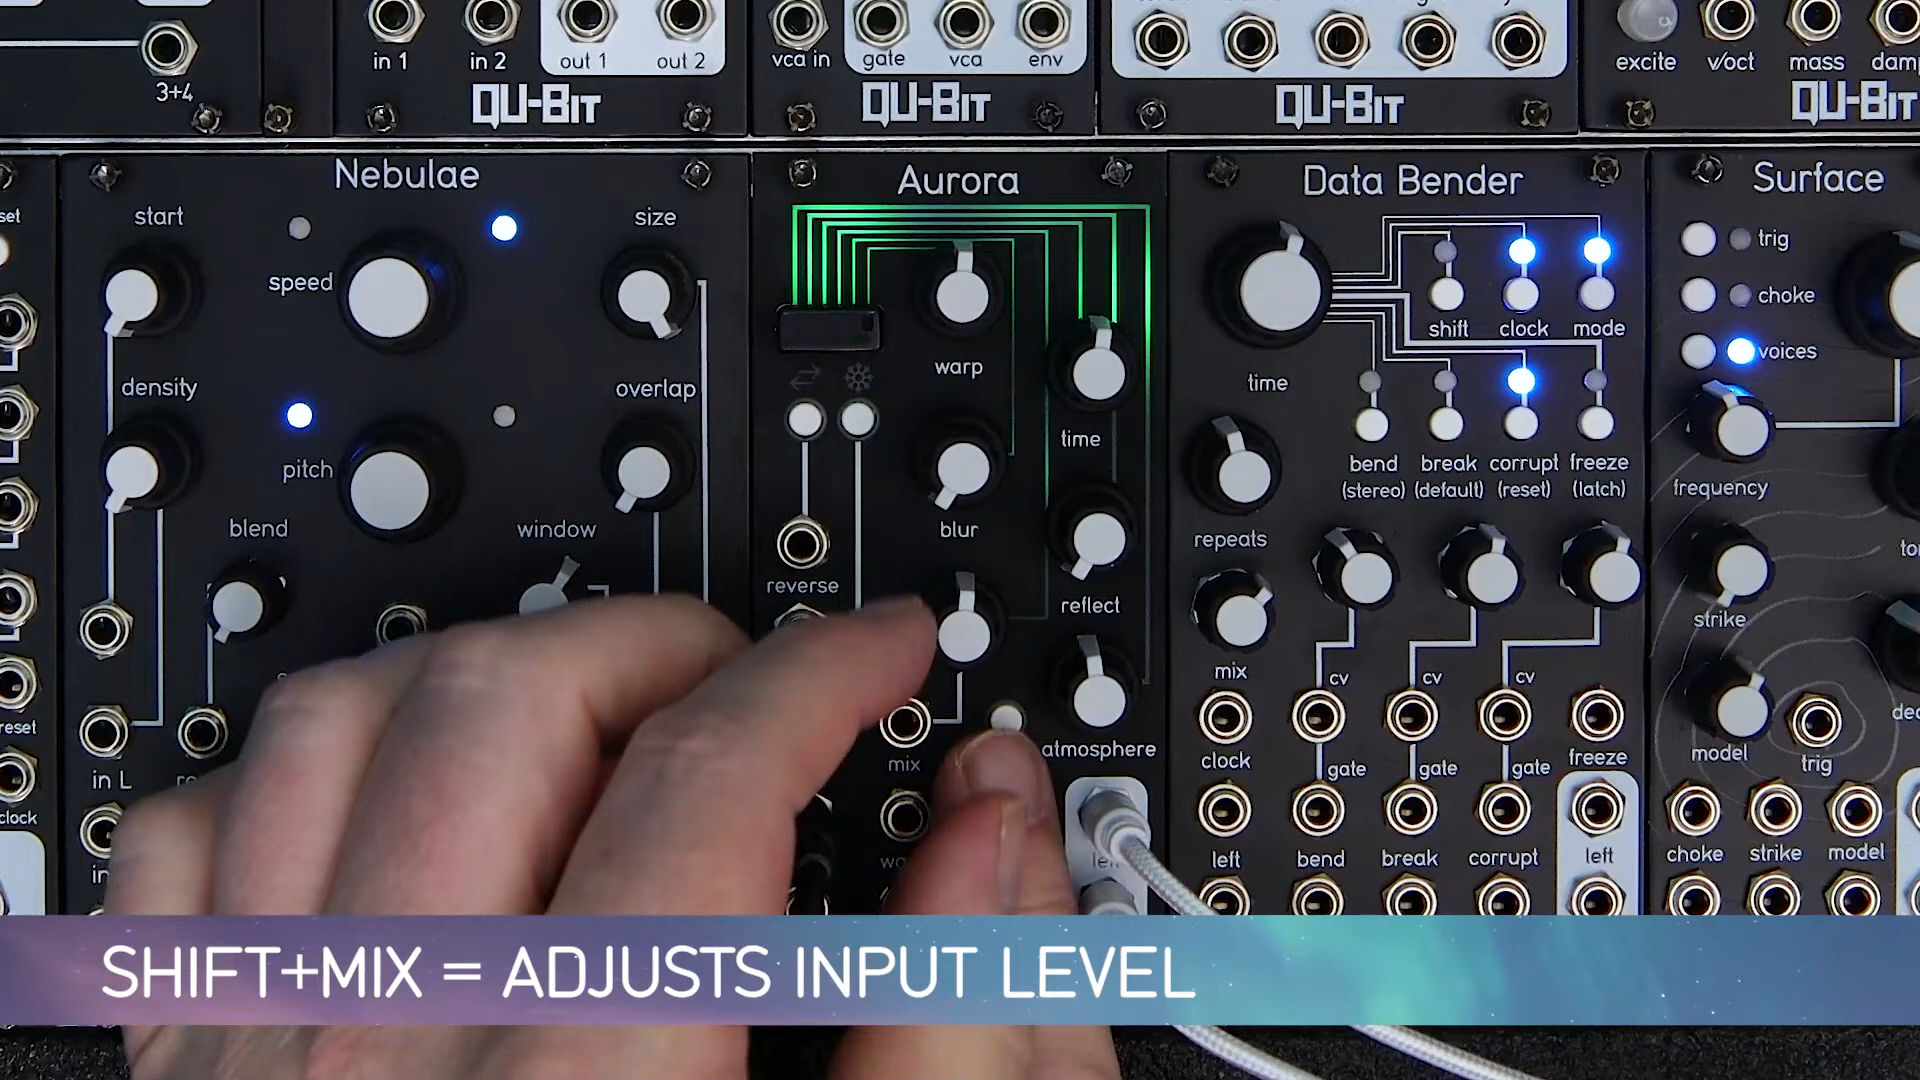 3+4
in 1
in 2
out 1
out 2
QU-BIT
vca in
gate
vca
env
QU-BIT
QU-BIT
excite
v/oct
mass
QU-BIT
Nebulae
start
size
speed
density
overlap
pitch
blend
window
in L
reset
clock
Aurora
warp
time
blur
reverse
reflect
mix
atmosphere
Data Bender
shift
clock
mode
time
bend
(stereo)
break
(default)
corrupt
(reset)
freeze
(latch)
repeats
mix
cv
cv
cv
clock
gate
gate
gate
freeze
left
bend
break
corrupt
left
Surface
trig
choke
voices
frequency
strike
model
trig
choke
strike
model
SHIFT+MIX = ADJUSTS INPUT LEVEL